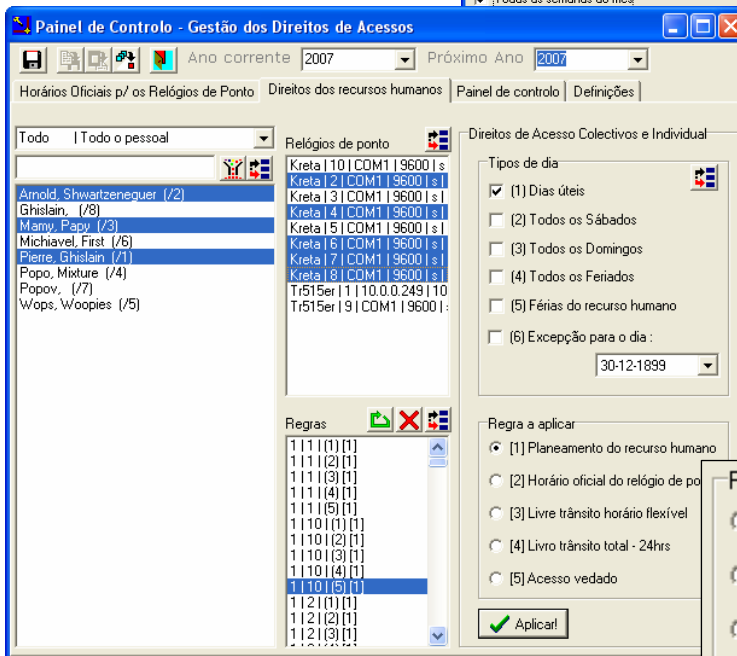 Todas as semanas do mês
Painel de Controlo - Gestão dos Direitos de Acessos
Ano corrente 2007 Próximo Ano 2007
Horários Oficiais p/ os Relógios de Ponto Direitos dos recursos humanos Painel de controlo Definições
Todo | Todo o pessoal
Arnold, Shwartzeneguer (/2)
Ghislain, (/8)
Mamy, Papy (/3)
Michiavel, First (/6)
Pierre, Ghislain (/1)
Popo, Mixture (/4)
Popov, (/7)
Wops, Woopies (/5)
Relógios de ponto
Kreta | 10 | COM1 | 9600 | s
Kreta | 2 | COM1 | 9600 | s |
Kreta | 3 | COM1 | 9600 | s |
Kreta | 4 | COM1 | 9600 | s |
Kreta | 5 | COM1 | 9600 | s |
Kreta | 6 | COM1 | 9600 | s |
Kreta | 7 | COM1 | 9600 | s |
Kreta | 8 | COM1 | 9600 | s |
Tr515er | 1 | 10.0.0.249 | 10
Tr515er | 9 | COM1 | 9600 |
Regras
1 | 1 | (1) [1]
1 | 1 | (2) [1]
1 | 1 | (3) [1]
1 | 1 | (4) [1]
1 | 1 | (5) [1]
1 | 10 | (1) [1]
1 | 10 | (2) [1]
1 | 10 | (3) [1]
1 | 10 | (4) [1]
1 | 10 | (5) [1]
1 | 2 | (1) [1]
1 | 2 | (2) [1]
1 | 2 | (3) [1]
Direitos de Acesso Colectivos e Individual
Tipos de dia
(1) Dias úteis
(2) Todos os Sábados
(3) Todos os Domingos
(4) Todos os Feriados
(5) Férias do recurso humano
(6) Excepção para o dia :
30-12-1899
Regra a aplicar
[1] Planeamento do recurso humano
[2] Horário oficial do relógio de po
[3] Livre trânsito horário flexível
[4] Livro trânsito total - 24hrs
[5] Acesso vedado
Aplicar!